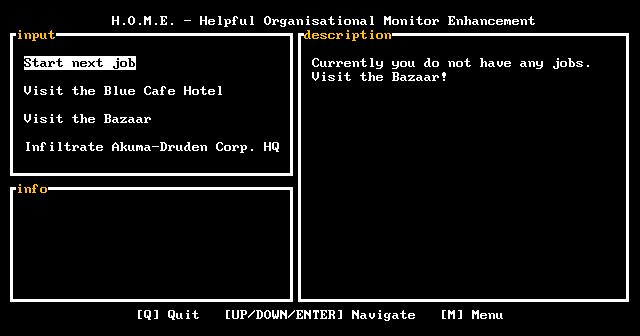 H.O.M.E. - Helpful Organisational Monitor Enhancement
input
Start next job
Visit the Blue Cafe Hotel
Visit the Bazaar
Infiltrate Akuma-Druden Corp. HQ
info
description
Currently you do not have any jobs.
Visit the Bazaar!
[Q] Quit [UP/DOWN/ENTER] Navigate [M] Menu